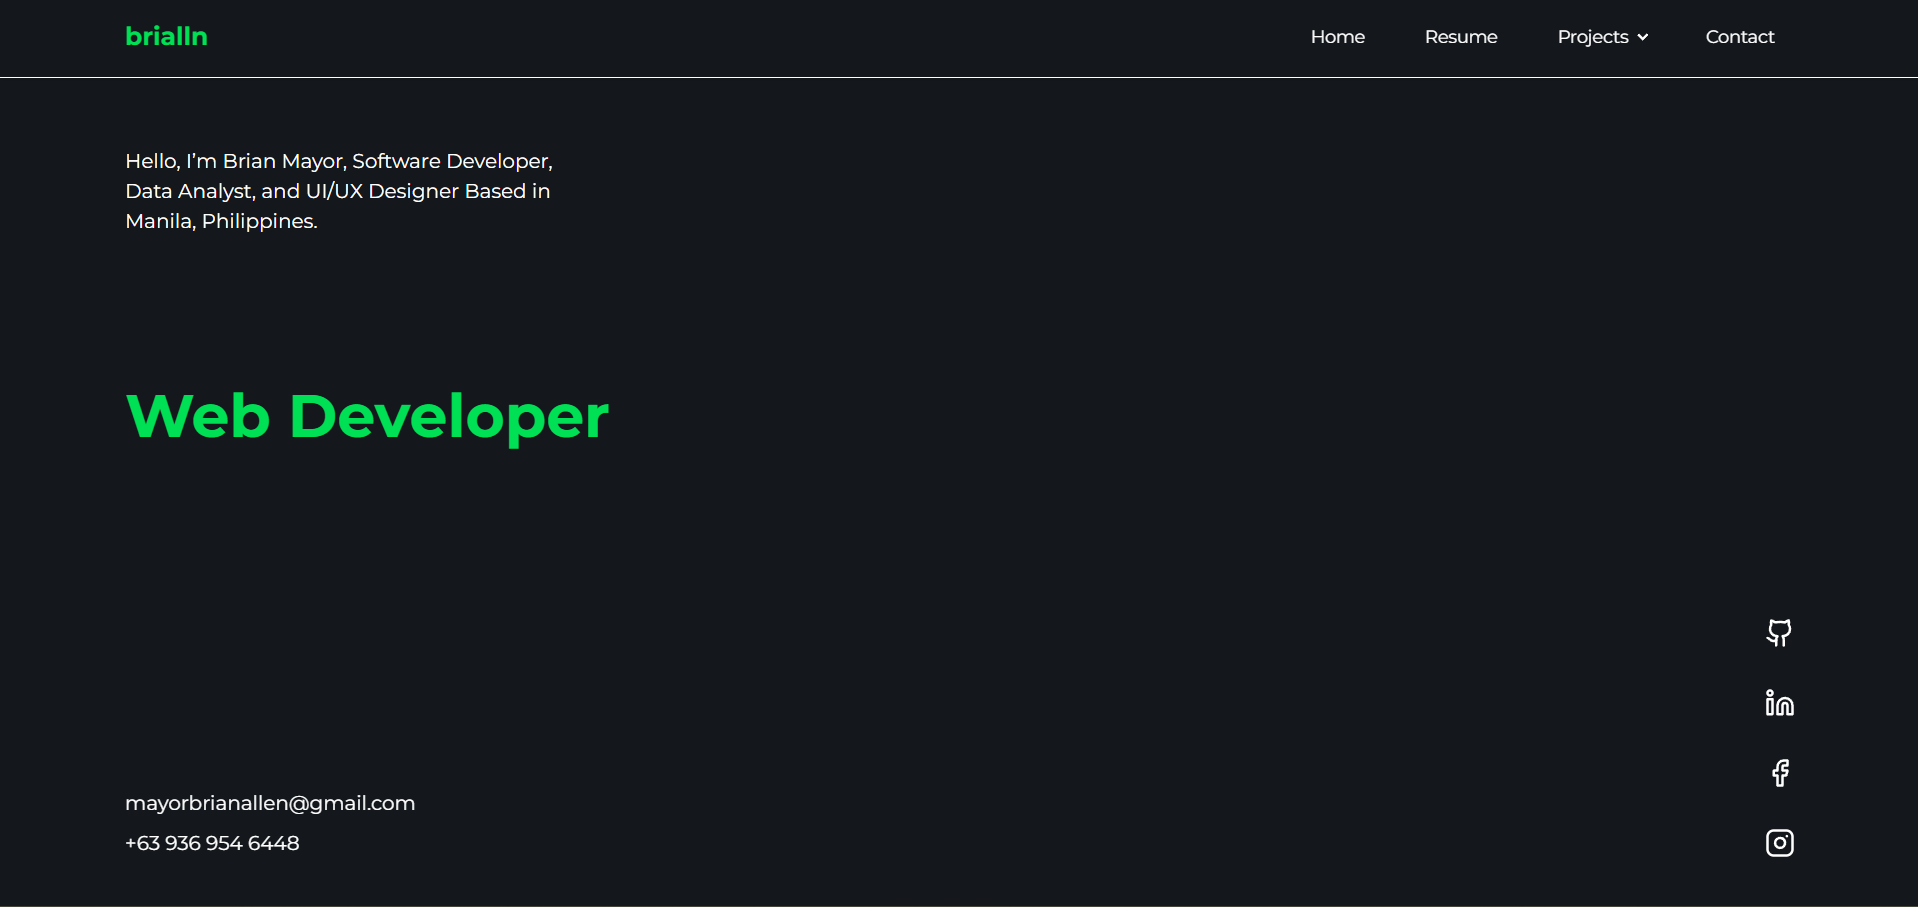 brialln
Home Resume Projects Contact
Hello, I’m Brian Mayor, Software Developer,
Data Analyst, and UI/UX Designer Based in
Manila, Philippines.
Web Developer
mayorbrianallen@gmail.com
+63 936 954 6448